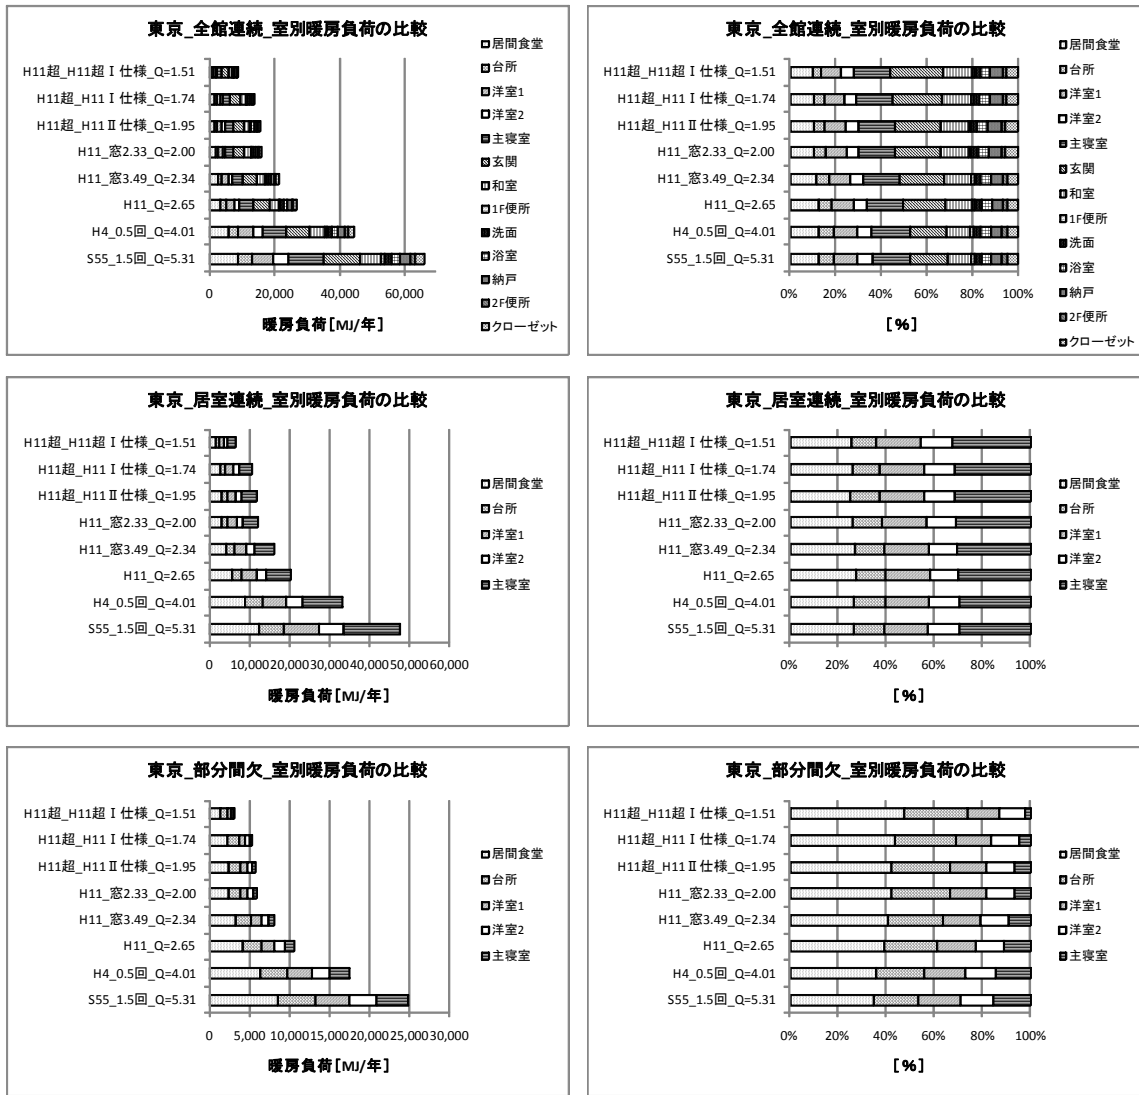 東京_全館連続_室別暖房負荷の比較
H11超_H11超Ⅰ仕様_Q=1.51
H11超_H11Ⅰ仕様_Q=1.74
H11超_H11Ⅱ仕様_Q=1.95
H11_窓2.33_Q=2.00
H11_窓3.49_Q=2.34
H11_Q=2.65
H4_0.5回_Q=4.01
S55_1.5回_Q=5.31
0 20,000 40,000 60,000
暖房負荷[MJ/年]
居間食堂
台所
洋室1
洋室2
主寝室
玄関
和室
1F便所
洗面
浴室
納戸
2F便所
クローゼット
東京_全館連続_室別暖房負荷の比較
H11超_H11超Ⅰ仕様_Q=1.51
H11超_H11Ⅰ仕様_Q=1.74
H11超_H11Ⅱ仕様_Q=1.95
H11_窓2.33_Q=2.00
H11_窓3.49_Q=2.34
H11_Q=2.65
H4_0.5回_Q=4.01
S55_1.5回_Q=5.31
0% 20% 40% 60% 80% 100%
[%]
居間食堂
台所
洋室1
洋室2
主寝室
玄関
和室
1F便所
洗面
浴室
納戸
2F便所
クローゼット
東京_居室連続_室別暖房負荷の比較
H11超_H11超Ⅰ仕様_Q=1.51
H11超_H11Ⅰ仕様_Q=1.74
H11超_H11Ⅱ仕様_Q=1.95
H11_窓2.33_Q=2.00
H11_窓3.49_Q=2.34
H11_Q=2.65
H4_0.5回_Q=4.01
S55_1.5回_Q=5.31
0 10,000 20,000 30,000 40,000 50,000 60,000
暖房負荷[MJ/年]
居間食堂
台所
洋室1
洋室2
主寝室
東京_居室連続_室別暖房負荷の比較
H11超_H11超Ⅰ仕様_Q=1.51
H11超_H11Ⅰ仕様_Q=1.74
H11超_H11Ⅱ仕様_Q=1.95
H11_窓2.33_Q=2.00
H11_窓3.49_Q=2.34
H11_Q=2.65
H4_0.5回_Q=4.01
S55_1.5回_Q=5.31
0% 20% 40% 60% 80% 100%
[%]
居間食堂
台所
洋室1
洋室2
主寝室
東京_部分間欠_室別暖房負荷の比較
H11超_H11超Ⅰ仕様_Q=1.51
H11超_H11Ⅰ仕様_Q=1.74
H11超_H11Ⅱ仕様_Q=1.95
H11_窓2.33_Q=2.00
H11_窓3.49_Q=2.34
H11_Q=2.65
H4_0.5回_Q=4.01
S55_1.5回_Q=5.31
0 5,000 10,000 15,000 20,000 25,000 30,000
暖房負荷[MJ/年]
居間食堂
台所
洋室1
洋室2
主寝室
東京_部分間欠_室別暖房負荷の比較
H11超_H11超Ⅰ仕様_Q=1.51
H11超_H11Ⅰ仕様_Q=1.74
H11超_H11Ⅱ仕様_Q=1.95
H11_窓2.33_Q=2.00
H11_窓3.49_Q=2.34
H11_Q=2.65
H4_0.5回_Q=4.01
S55_1.5回_Q=5.31
0% 20% 40% 60% 80% 100%
[%]
居間食堂
台所
洋室1
洋室2
主寝室